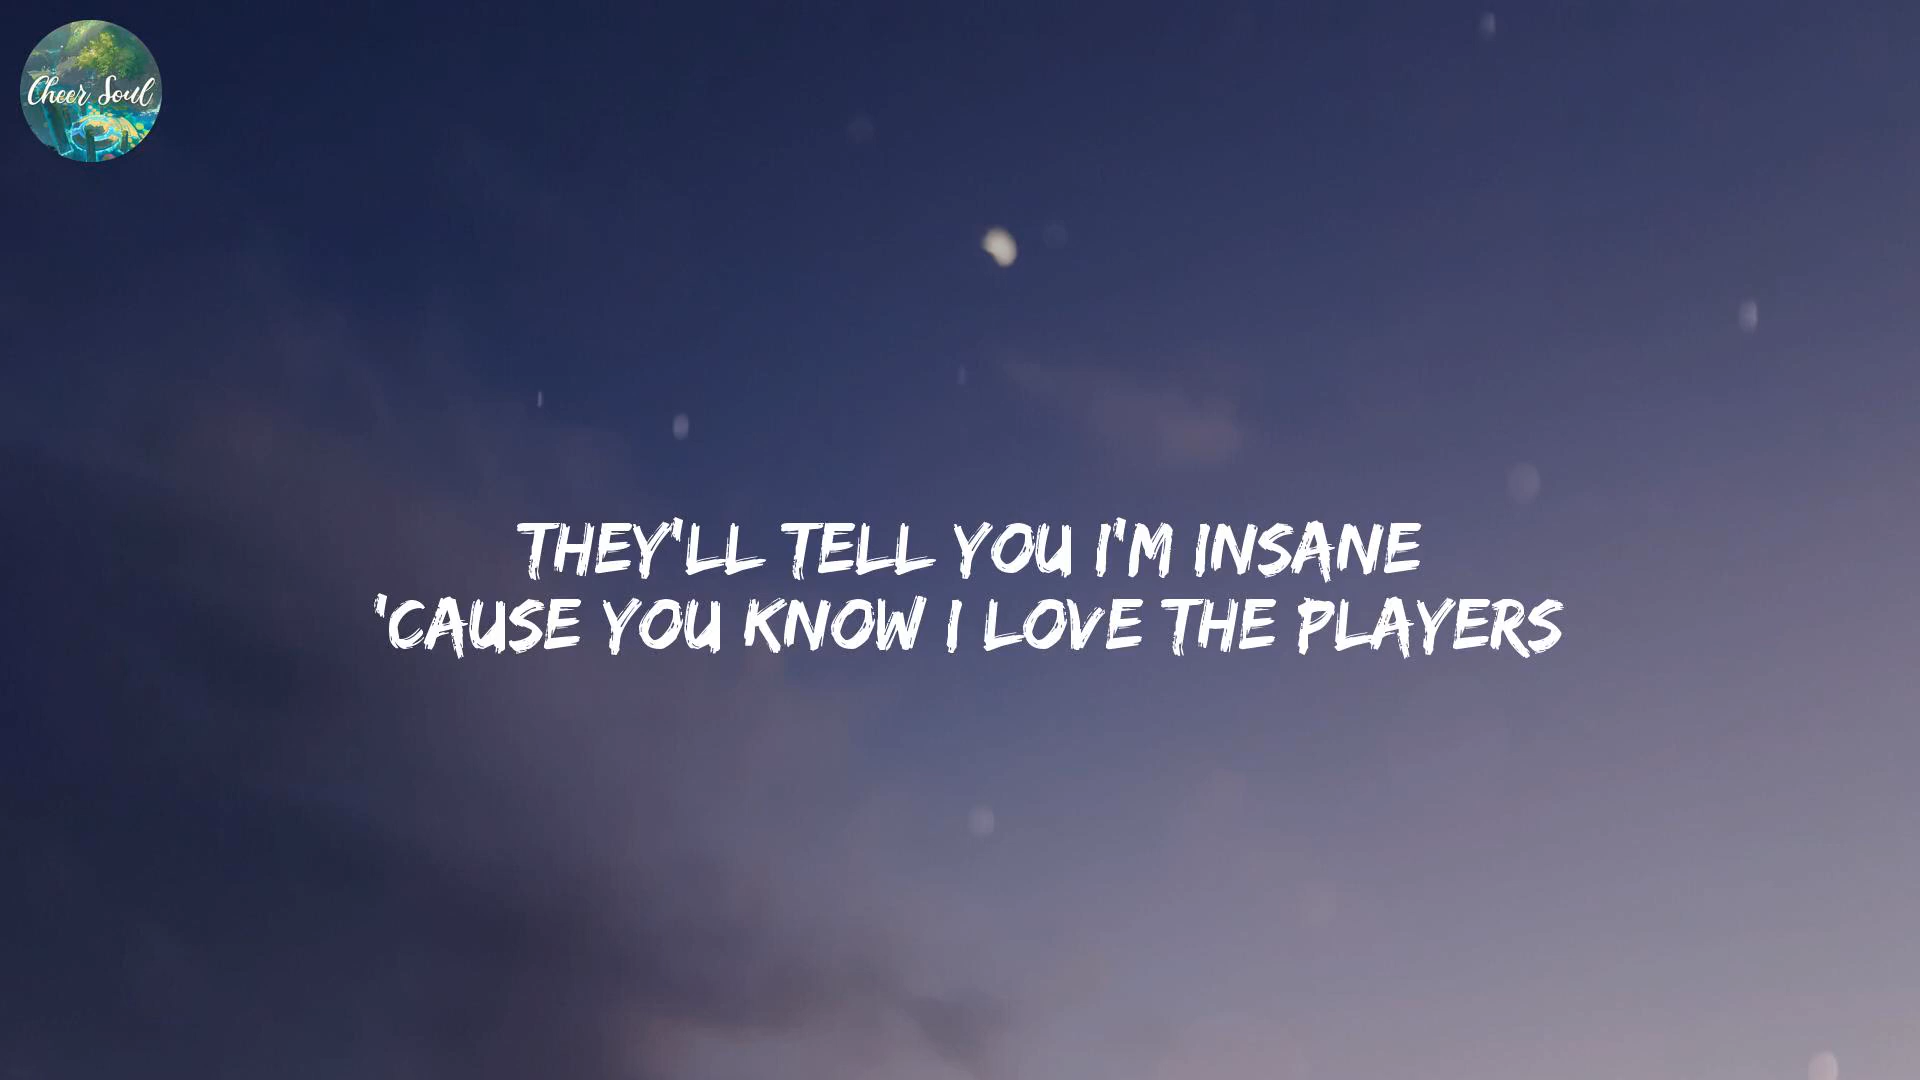 Cheer Soul
THEY'LL TELL YOU I'M INSANE
'CAUSE YOU KNOW I LOVE THE PLAYERS